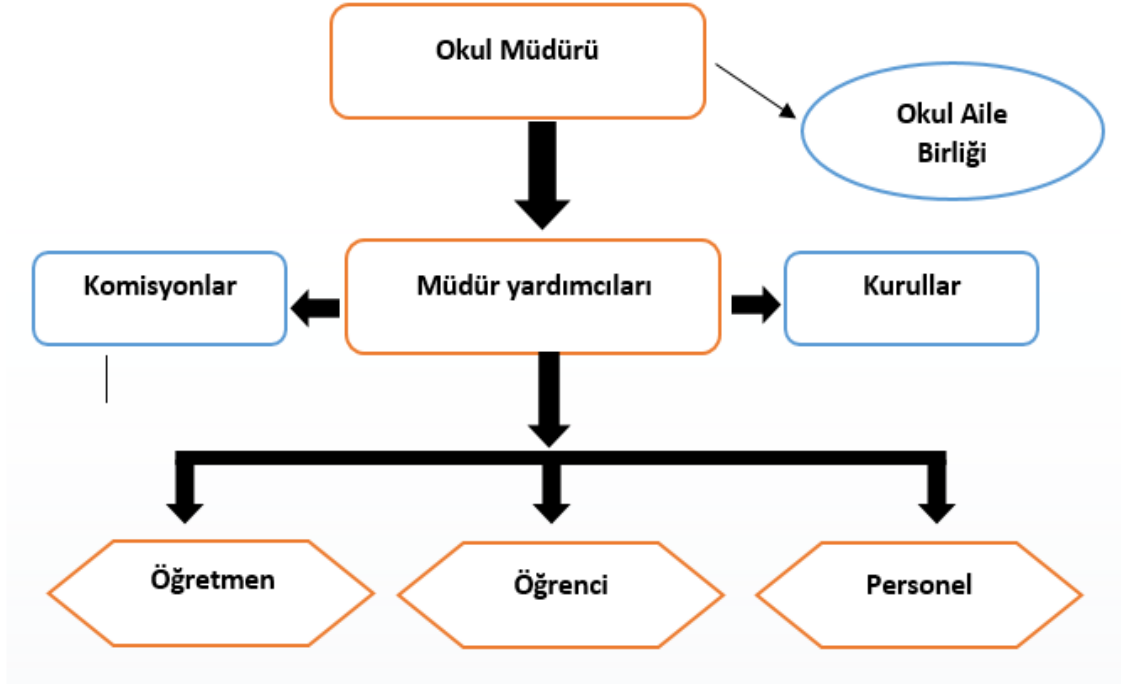 Okul Müdürü
Okul Aile
Birliği
Komisyonlar
Müdür yardımcıları
Kurullar
Öğretmen
Öğrenci
Personel